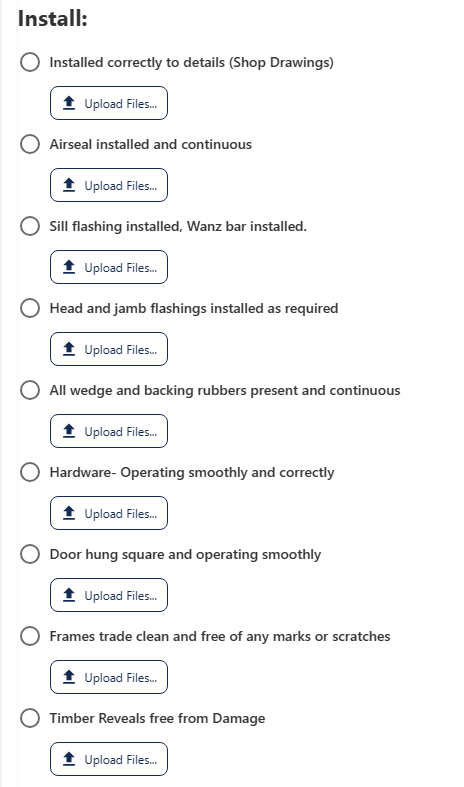 Install:
Installed correctly to details (Shop Drawings)
Upload Files...
Airseal installed and continuous
Upload Files...
Sill flashing installed, Wanz bar installed.
Upload Files...
Head and jamb flashings installed as required
Upload Files...
All wedge and backing rubbers present and continuous
Upload Files...
Hardware- Operating smoothly and correctly
Upload Files...
Door hung square and operating smoothly
Upload Files...
Frames trade clean and free of any marks or scratches
Upload Files...
Timber Reveals free from Damage
Upload Files...